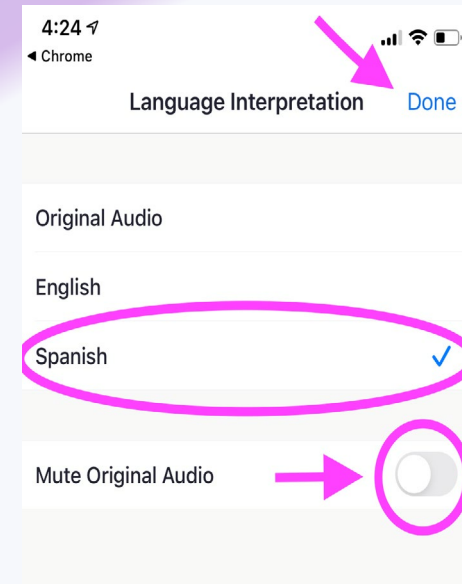 4:24
◀ Chrome
Language Interpretation Done
Original Audio
English
Spanish
Mute Original Audio